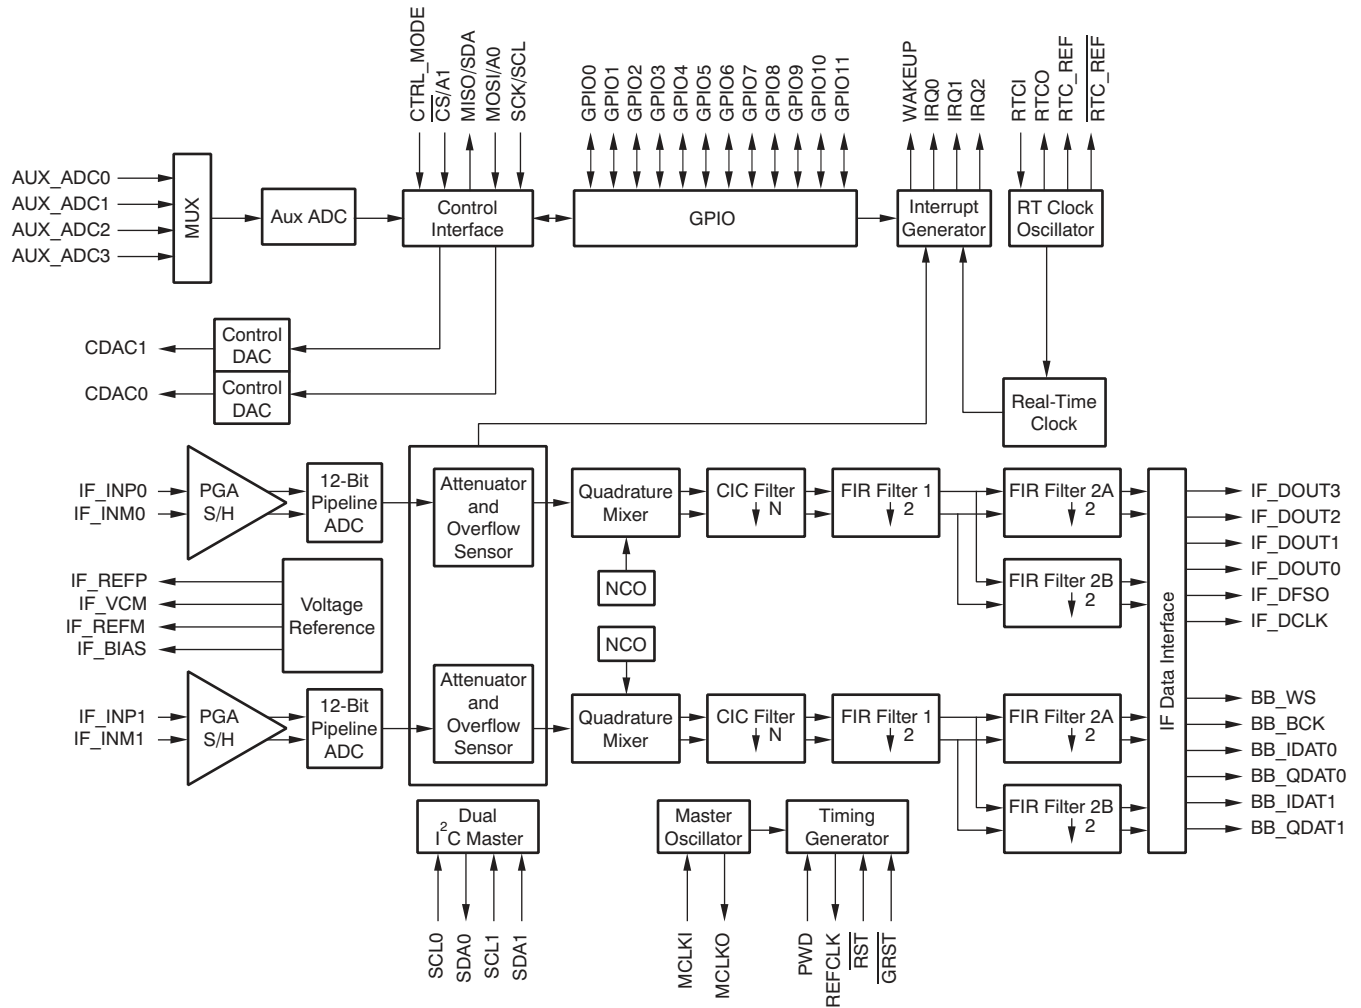 CTRL_MODE
CS/A1
MISO/SDA
MOSI/A0
SCK/SCL
GPIO0
GPIO1
GPIO2
GPIO3
GPIO4
GPIO5
GPIO6
GPIO7
GPIO8
GPIO9
GPIO10
GPIO11
WAKEUP
IRQ0
IRQ1
IRQ2
RTCI
RTCO
RTC_REF
RTC_REF
AUX_ADC0
AUX_ADC1
AUX_ADC2
AUX_ADC3
MUX
Aux ADC
Control
Interface
GPIO
Interrupt
Generator
RT Clock
Oscillator
CDAC1
Control
DAC
CDAC0
Control
DAC
Real-Time
Clock
IF_INP0
IF_INM0
PGA
S/H
12-Bit
Pipeline
ADC
Attenuator
and
Overflow
Sensor
Quadrature
Mixer
CIC Filter
N
FIR Filter 1
2
FIR Filter 2A
2
FIR Filter 2B
2
NCO
IF_REFP
IF_VCM
IF_REFM
IF_BIAS
Voltage
Reference
NCO
IF_INP1
IF_INM1
PGA
S/H
12-Bit
Pipeline
ADC
Attenuator
and
Overflow
Sensor
Quadrature
Mixer
CIC Filter
N
FIR Filter 1
2
FIR Filter 2A
2
FIR Filter 2B
2
IF Data Interface
IF_DOUT3
IF_DOUT2
IF_DOUT1
IF_DOUT0
IF_DFSO
IF_DCLK
BB_WS
BB_BCK
BB_IDAT0
BB_QDAT0
BB_IDAT1
BB_QDAT1
Dual
I2C Master
SCL0
SDA0
SCL1
SDA1
Master
Oscillator
MCLKI
MCLKO
Timing
Generator
PWD
REFCLK
RST
GRST